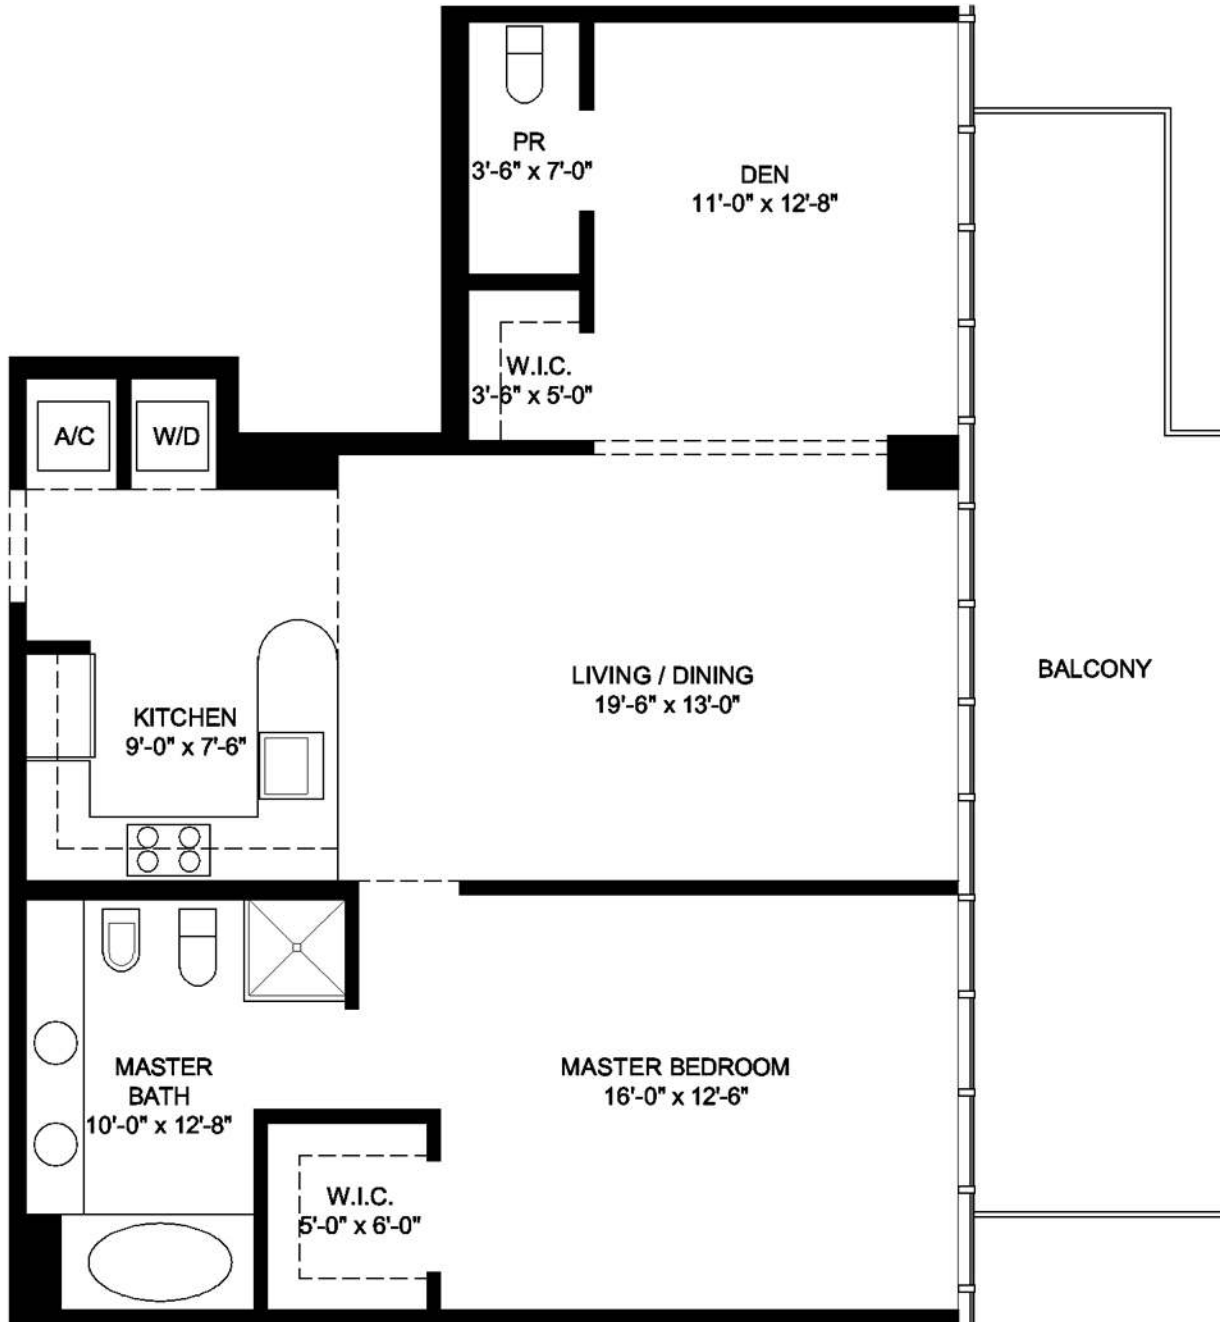 PR
3'-6" x 7'-0"
DEN
11'-0" x 12'-8"
W.I.C.
3'-6" x 5'-0"
A/C
W/D
LIVING / DINING
19'-6" x 13'-0"
BALCONY
KITCHEN
9'-0" x 7'-6"
MASTER
BATH
10'-0" x 12'-8"
MASTER BEDROOM
16'-0" x 12'-6"
W.I.C.
5'-0" x 6'-0"